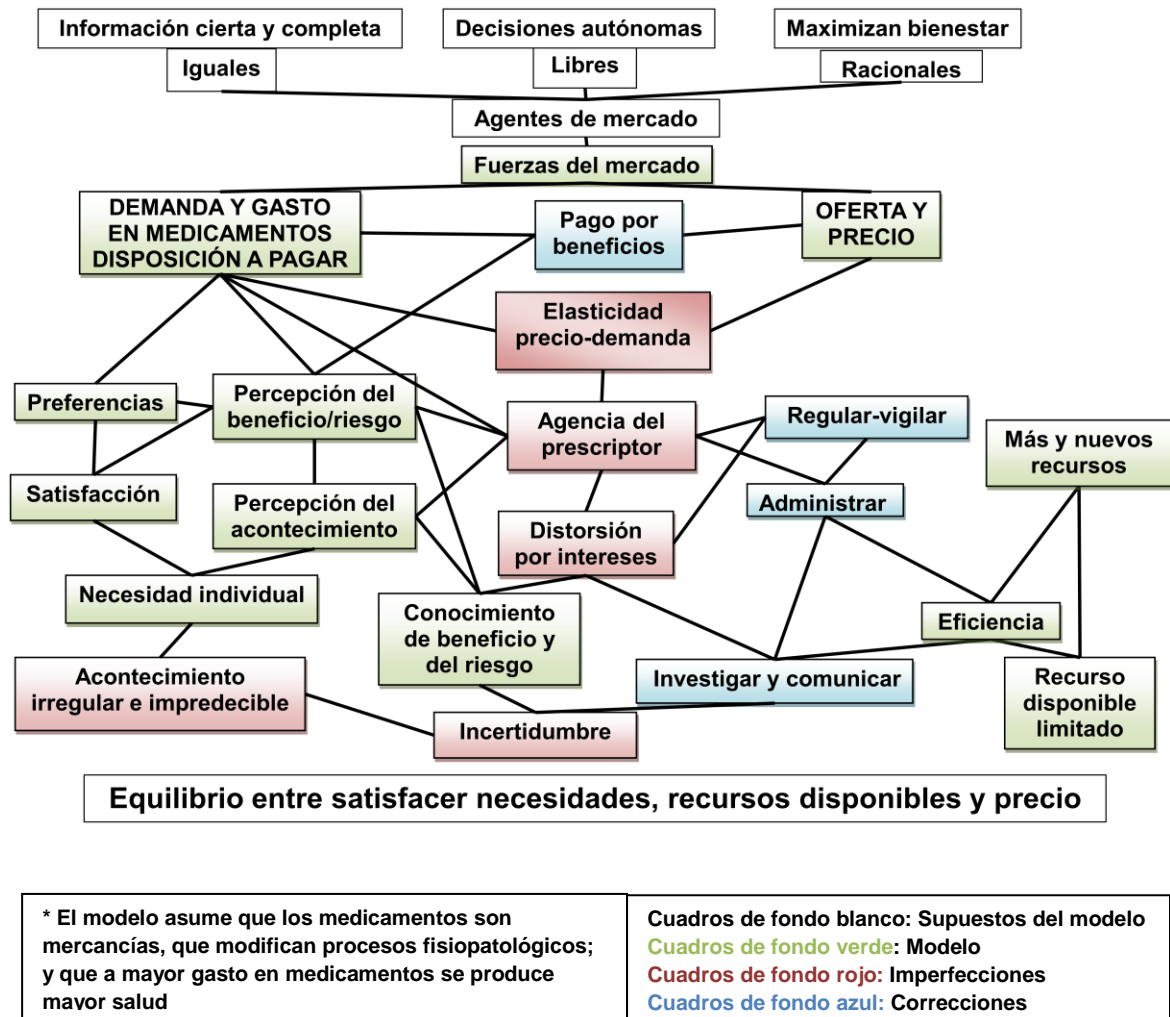 Información cierta y completa
Decisiones autónomas
Maximizan bienestar
Iguales
Libres
Racionales
Agentes de mercado
Fuerzas del mercado
DEMANDA Y GASTO
EN MEDICAMENTOS
DISPOSICIÓN A PAGAR
Pago por
beneficios
OFERTA Y
PRECIO
Elasticidad
precio-demanda
Preferencias
Percepción del
beneficio/riesgo
Agencia del
prescriptor
Regular-vigilar
Más y nuevos
recursos
Satisfacción
Percepción del
acontecimiento
Administrar
Distorsión
por intereses
Necesidad individual
Conocimiento
de beneficio y
del riesgo
Eficiencia
Acontecimiento
irregular e impredecible
Investigar y comunicar
Recurso
disponible
limitado
Incertidumbre
Equilibrio entre satisfacer necesidades, recursos disponibles y precio
* El modelo asume que los medicamentos son
mercancías, que modifican procesos fisiopatológicos;
y que a mayor gasto en medicamentos se produce
mayor salud
Cuadros de fondo blanco: Supuestos del modelo
Cuadros de fondo verde: Modelo
Cuadros de fondo rojo: Imperfecciones
Cuadros de fondo azul: Correcciones